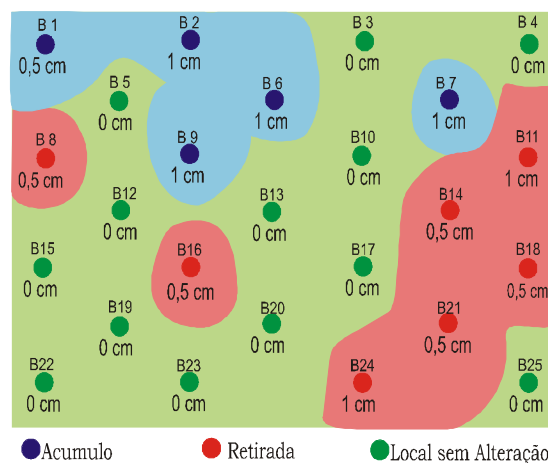 B 1
0,5 cm
B 2
1 cm
B 3
0 cm
B 4
0 cm
B 5
0 cm
B 6
1 cm
B 7
1 cm
B 8
0,5 cm
B 9
1 cm
B10
0 cm
B11
1 cm
B12
0 cm
B13
0 cm
B14
0,5 cm
B15
0 cm
B16
0,5 cm
B17
0 cm
B18
0,5 cm
B19
0 cm
B20
0 cm
B21
0,5 cm
B22
0 cm
B23
0 cm
B24
1 cm
B25
0 cm
Acumulo
Retirada
Local sem Alteração